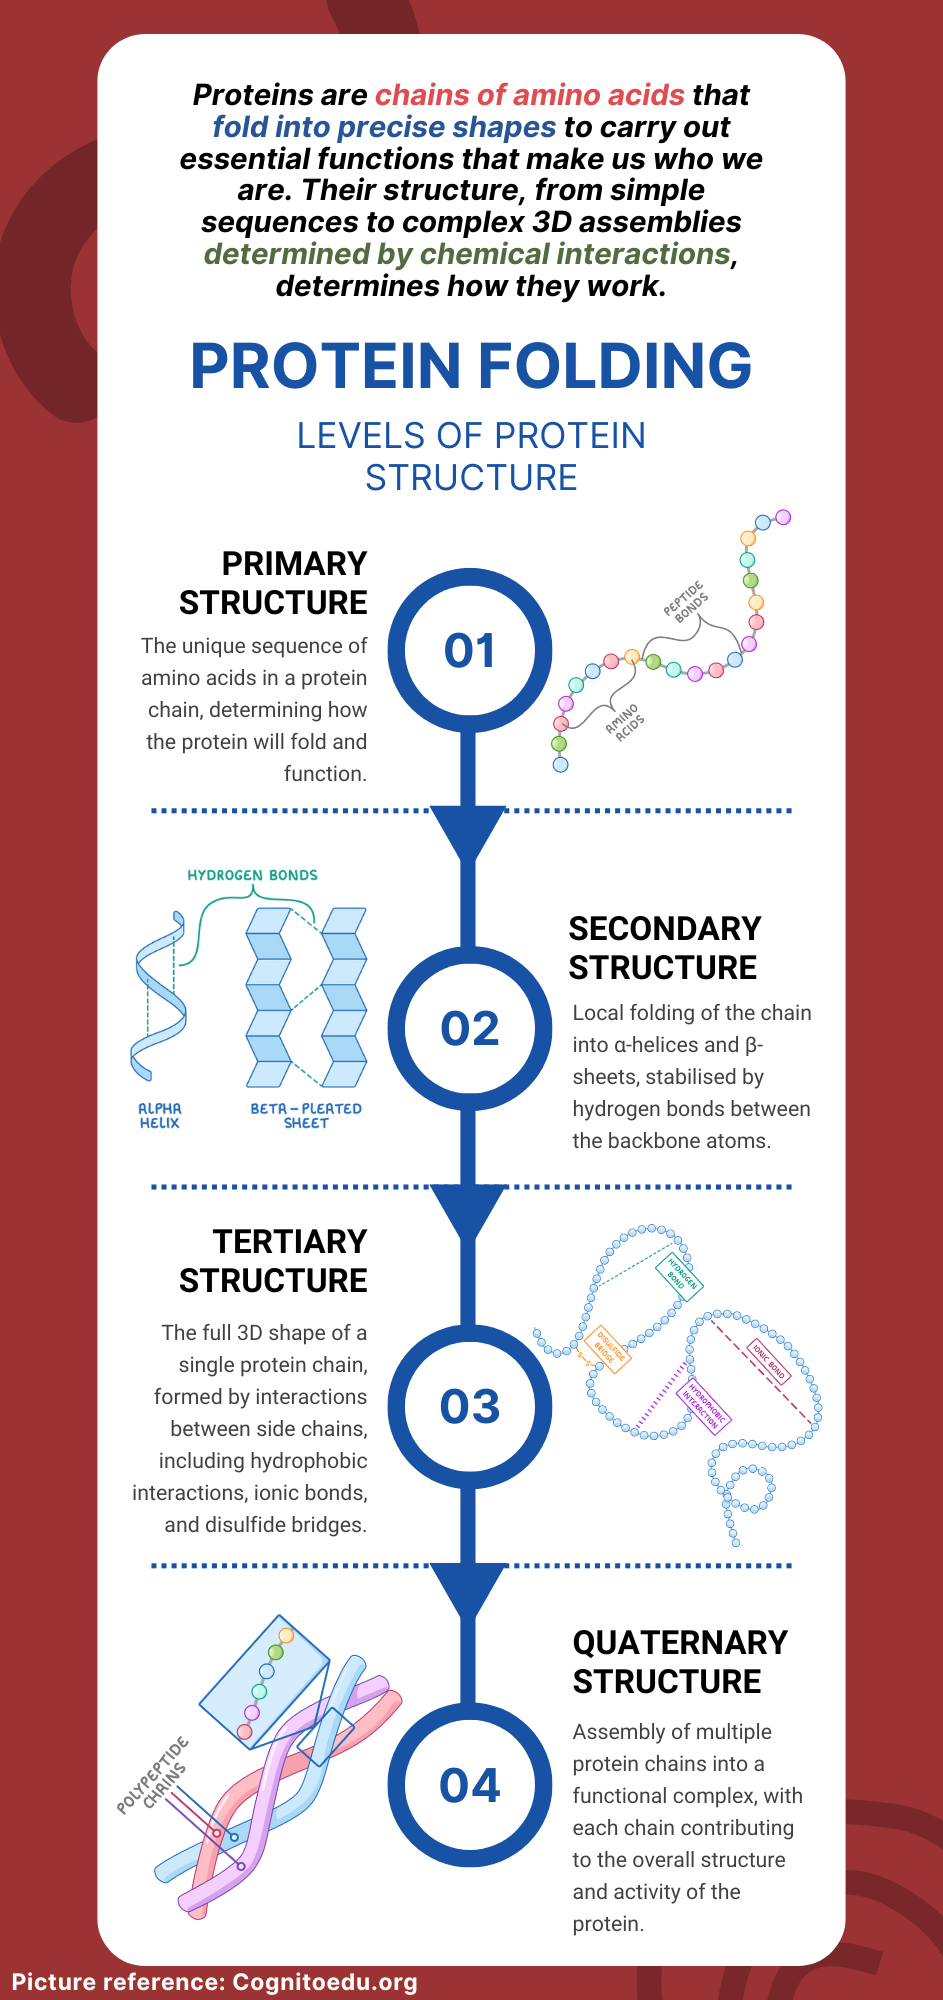 Proteins are chains of amino acids that
fold into precise shapes to carry out
essential functions that make us who we
are. Their structure, from simple
sequences to complex 3D assemblies
determined by chemical interactions,
determines how they work.
PROTEIN FOLDING
LEVELS OF PROTEIN
STRUCTURE
PRIMARY
STRUCTURE
The unique sequence of
amino acids in a protein
chain, determining how
the protein will fold and
function.
01
PEPTIDE
BONDS
AMINO
ACIDS
HYDROGEN BONDS
ALPHA
HELIX
BETA-PLEATED
SHEET
02
SECONDARY
STRUCTURE
Local folding of the chain
into α-helices and β-
sheets, stabilised by
hydrogen bonds between
the backbone atoms.
TERTIARY
STRUCTURE
The full 3D shape of a
single protein chain,
formed by interactions
between side chains,
including hydrophobic
interactions, ionic bonds,
and disulfide bridges.
03
HYDROGEN
BOND
DISULFIDE
BRIDGE
S-S
IONIC BOND
HYDROPHOBIC
INTERACTION
POLYPEPTIDE
CHAINS
04
QUATERNARY
STRUCTURE
Assembly of multiple
protein chains into a
functional complex, with
each chain contributing
to the overall structure
and activity of the
protein.
Picture reference: Cognitoedu.org